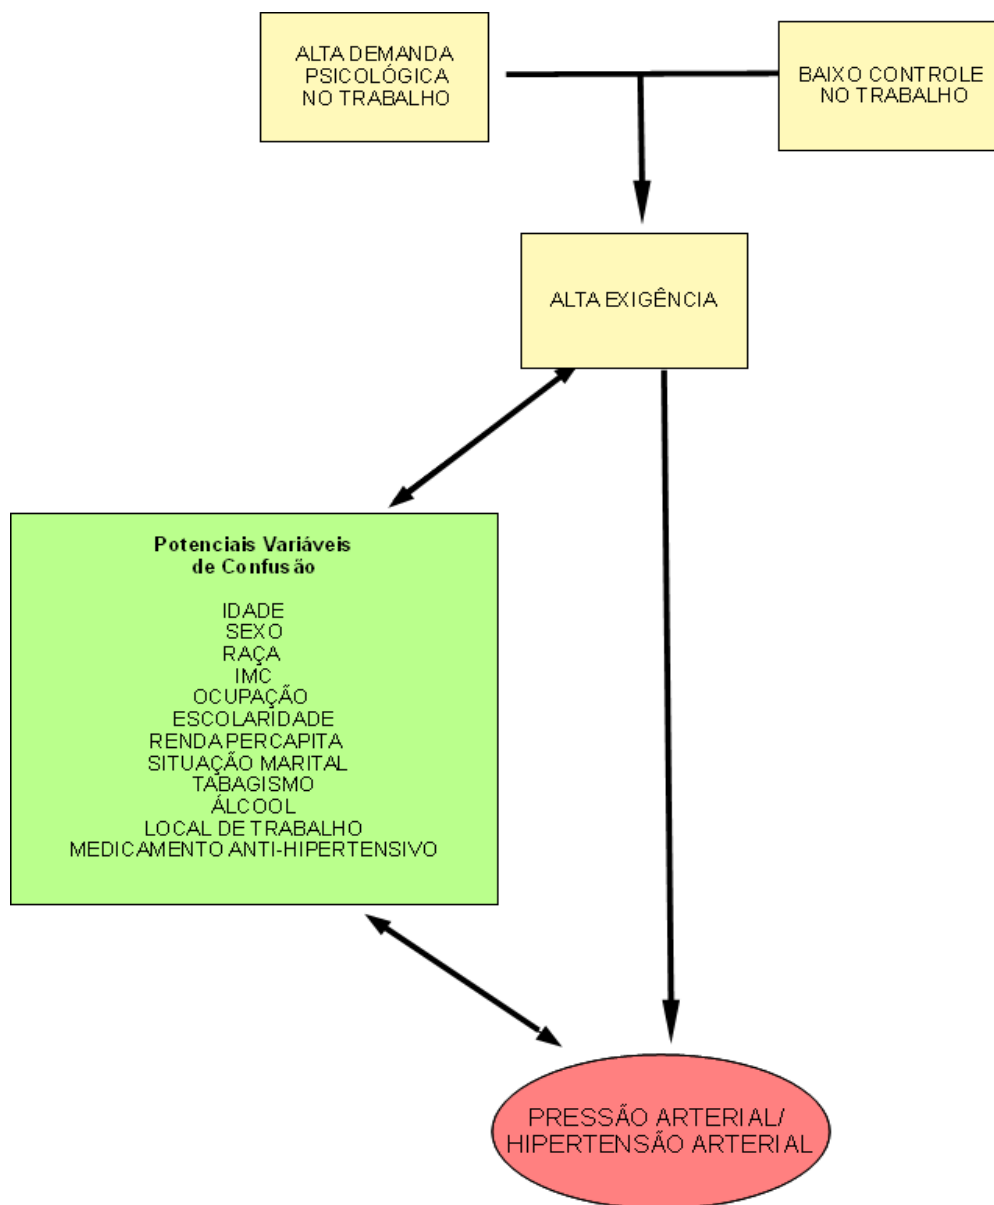 ALTA DEMANDA
PSICOLÓGICA
NO TRABALHO
BAIXO CONTROLE
NO TRABALHO
ALTA EXIGÊNCIA
Potenciais Variáveis
de Confusão
IDADE
SEXO
RAÇA
IMC
OCUPAÇÃO
ESCOLARIDADE
RENDA PERCAPITA
SITUAÇÃO MARITAL
TABAGISMO
ÁLCOOL
LOCAL DE TRABALHO
MEDICAMENTO ANTI-HIPERTENSIVO
PRESSÃO ARTERIAL/
HIPERTENSÃO ARTERIAL